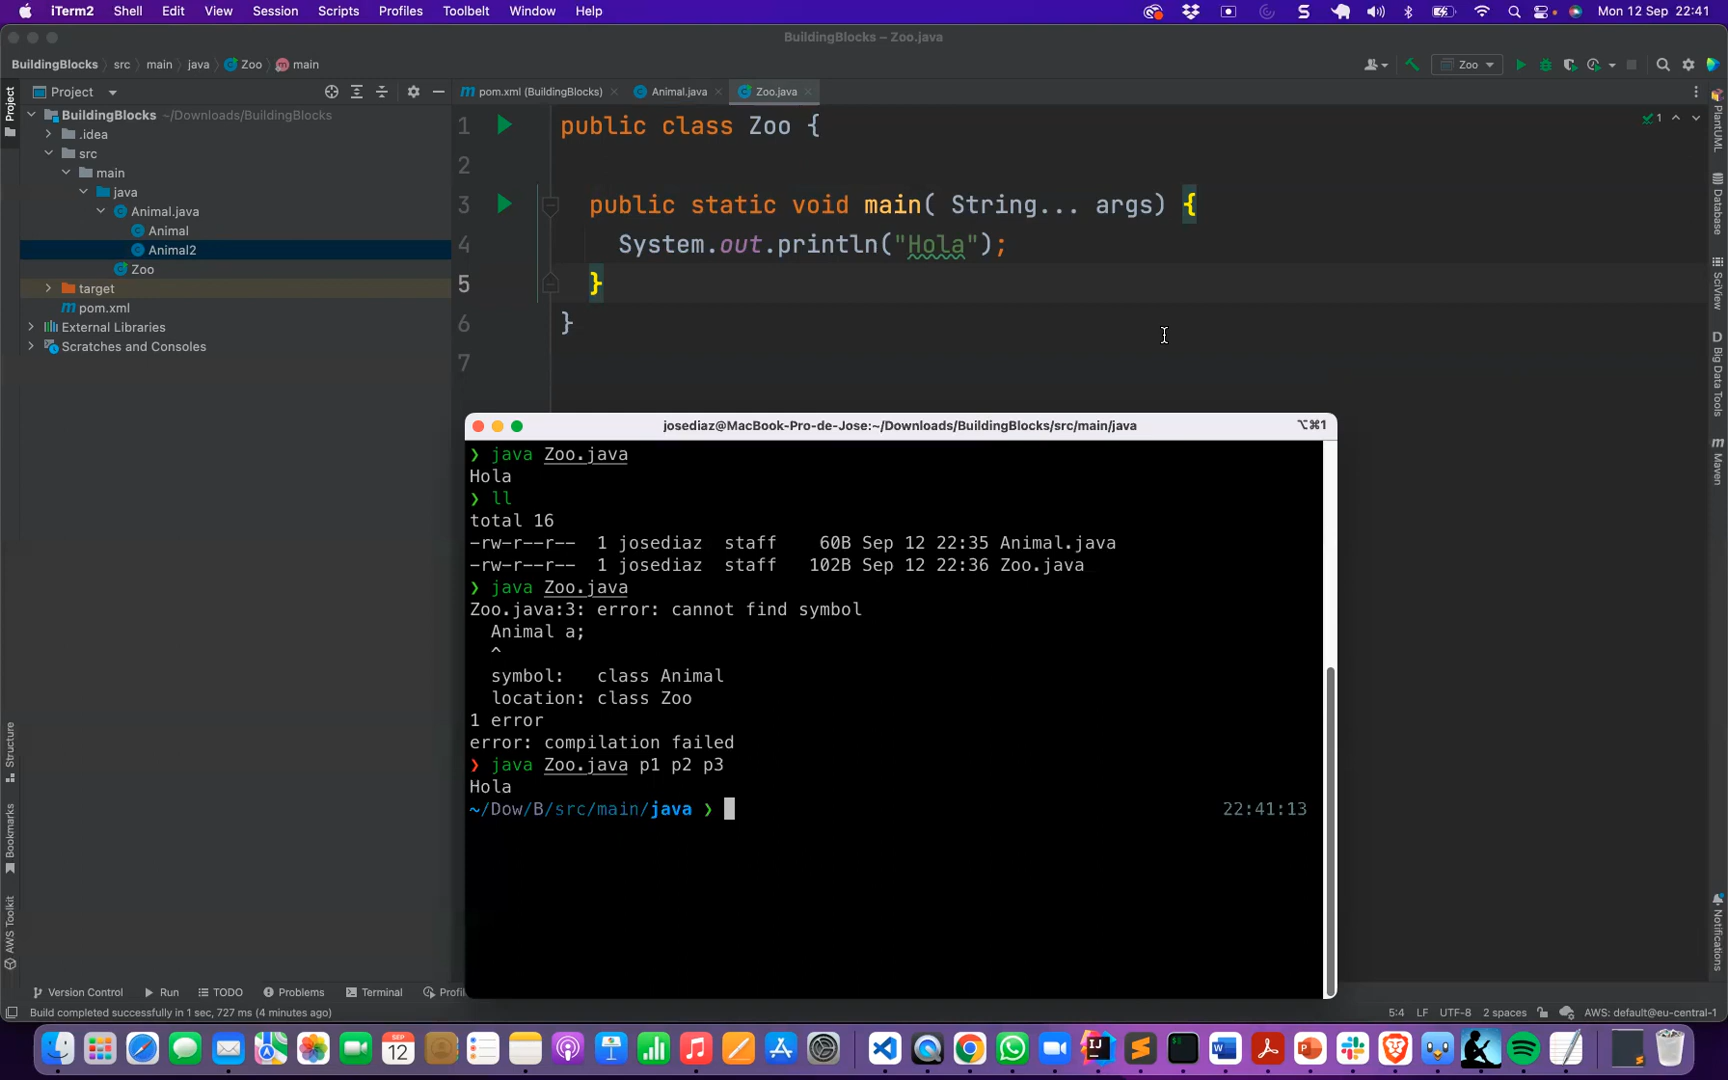 iTerm2 Shell Edit View Session Scripts Profiles Toolbelt Window Help Mon 12 Sep 22:41
BuildingBlocks – Zoo.java
BuildingBlocks src main java Zoo main Zoo
Project Project pom.xml (BuildingBlocks) Animal.java Zoo.java
BuildingBlocks ~/Downloads/BuildingBlocks
.idea
src
main
java
Animal.java
Animal
Animal2
Zoo
target
pom.xml
External Libraries
Scratches and Consoles
1 public class Zoo { 1
2
3 public static void main( String... args) {
4 System.out.println("Hola");
5 }
6 }
7
PlantUML
Database
SciView
Big Data Tools
Maven
Notifications
Structure
Bookmarks
AWS Toolkit
josediaz@MacBook-Pro-de-Jose:~/Downloads/BuildingBlocks/src/main/java ⌥⌘1
❯ java Zoo.java
Hola
❯ ll
total 16
-rw-r--r-- 1 josediaz staff 60B Sep 12 22:35 Animal.java
-rw-r--r-- 1 josediaz staff 102B Sep 12 22:36 Zoo.java
❯ java Zoo.java
Zoo.java:3: error: cannot find symbol
Animal a;
^
symbol: class Animal
location: class Zoo
1 error
error: compilation failed
❯ java Zoo.java p1 p2 p3
Hola
~/Dow/B/src/main/java ❯ 22:41:13
Version Control Run TODO Problems Terminal Profil
Build completed successfully in 1 sec, 727 ms (4 minutes ago) 5:4 LF UTF-8 2 spaces AWS: default@eu-central-1
SEP
12